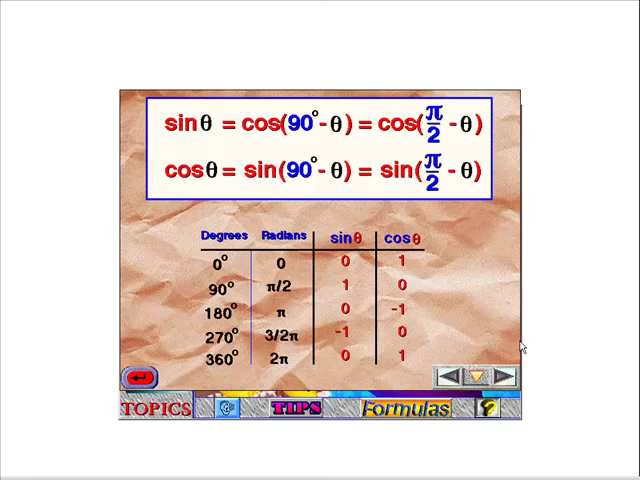 sinθ = cos(90°-θ) = cos(π/2 -θ)
cosθ = sin(90°-θ) = sin(π/2 -θ)
Degrees Radians sinθ cosθ
0° 0 0 1
90° π/2 1 0
180° π 0 -1
270° 3/2π -1 0
360° 2π 0 1
TOPICS TIPS Formulas ?